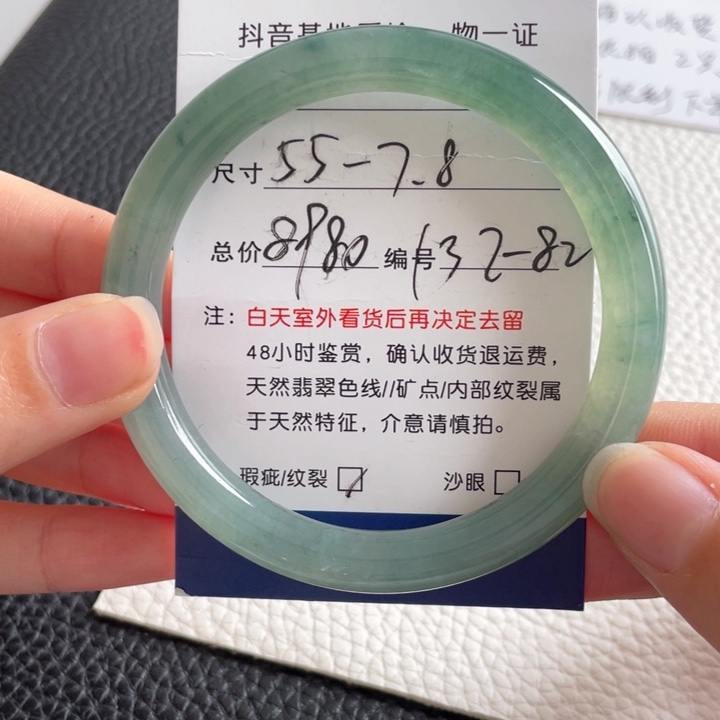 抖音基地 物一证
尺寸 55-7.8
总价 8980 编号 132-82
注：白天室外看货后再决定去留
48小时鉴赏，确认收货退运费，
天然翡翠色线//矿点/内部纹裂属
于天然特征，介意请慎拍。
瑕疵/纹裂 沙眼